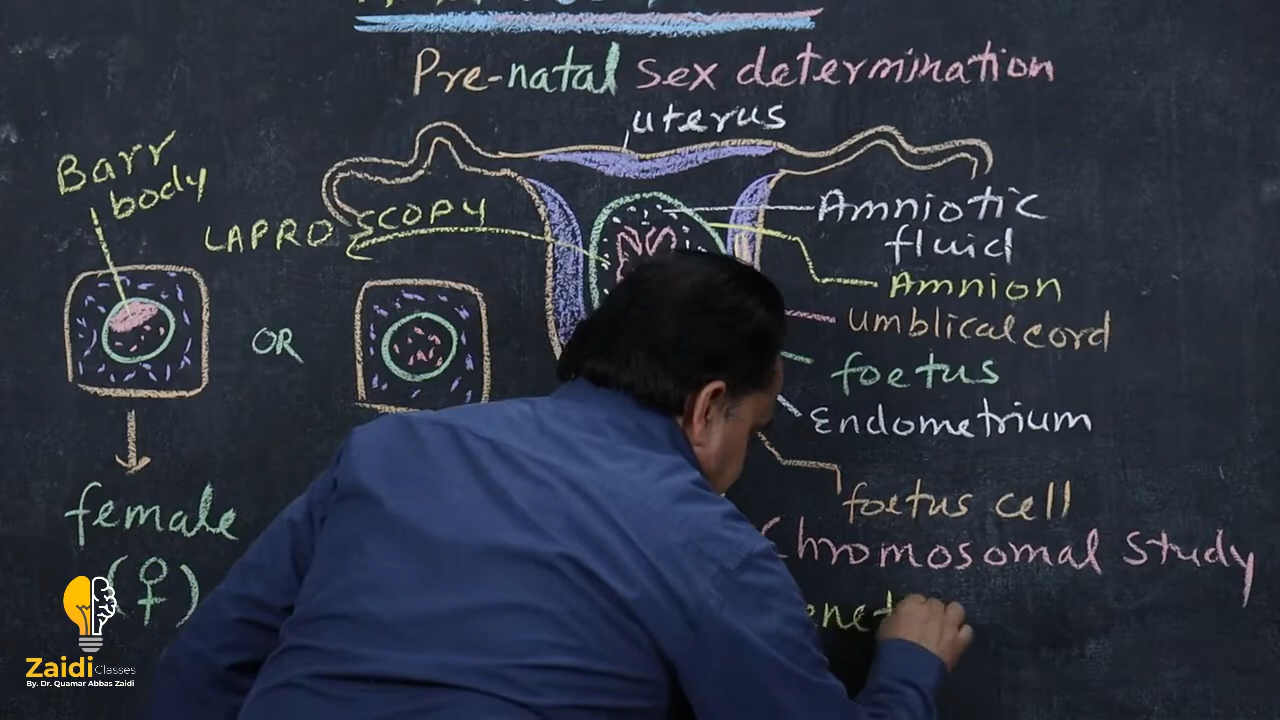 Pre-natal sex determination
uterus
Barr
body
LAPROSCOPY
Amniotic
fluid
Amnion
umblical cord
OR
foetus
Endometrium
foetus cell
female
(♀)
Chromosomal study
Zaidi Classes
By. Dr. Quamar Abbas Zaidi